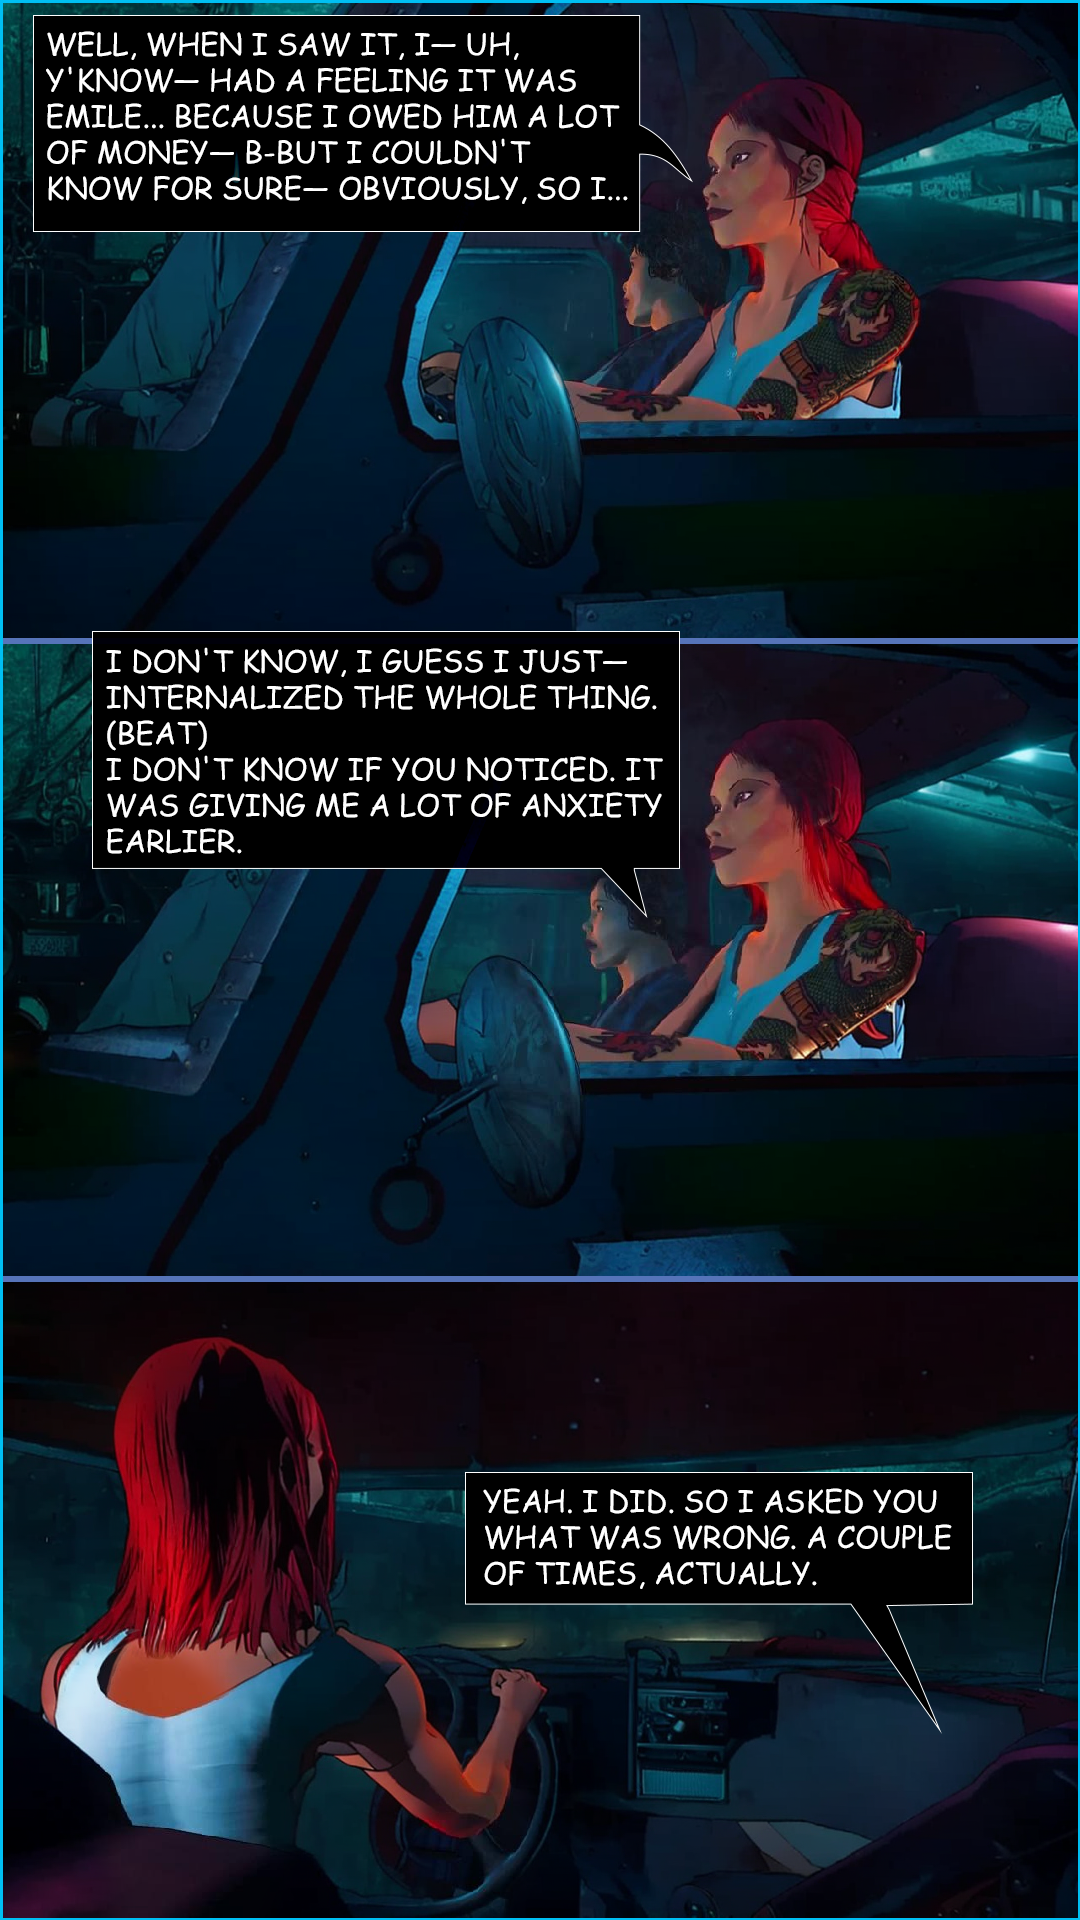 WELL, WHEN I SAW IT, I— UH,
Y'KNOW— HAD A FEELING IT WAS
EMILE... BECAUSE I OWED HIM A LOT
OF MONEY— B-BUT I COULDN'T
KNOW FOR SURE— OBVIOUSLY, SO I...
I DON'T KNOW, I GUESS I JUST—
INTERNALIZED THE WHOLE THING.
(BEAT)
I DON'T KNOW IF YOU NOTICED. IT
WAS GIVING ME A LOT OF ANXIETY
EARLIER.
YEAH. I DID. SO I ASKED YOU
WHAT WAS WRONG. A COUPLE
OF TIMES, ACTUALLY.